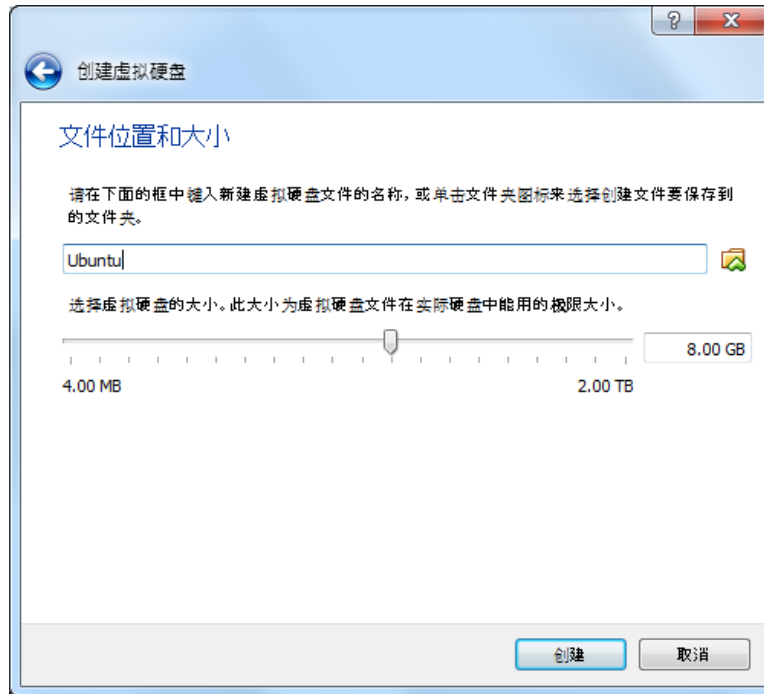 创建虚拟硬盘
文件位置和大小
请在下面的框中键入新建虚拟硬盘文件的名称，或单击文件夹图标来选择创建文件要保存到
的文件夹。
Ubuntu
选择虚拟硬盘的大小。此大小为虚拟硬盘文件在实际硬盘中能用的极限大小。
8.00 GB
4.00 MB 2.00 TB
创建 取消